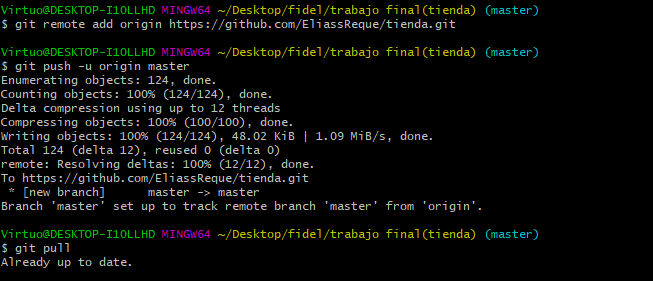 Virtuo@DESKTOP-I1OLLHD MINGW64 ~/Desktop/fidel/trabajo final(tienda) (master)
$ git remote add origin https://github.com/EliassReque/tienda.git
Virtuo@DESKTOP-I1OLLHD MINGW64 ~/Desktop/fidel/trabajo final(tienda) (master)
$ git push -u origin master
Enumerating objects: 124, done.
Counting objects: 100% (124/124), done.
Delta compression using up to 12 threads
Compressing objects: 100% (100/100), done.
Writing objects: 100% (124/124), 48.02 KiB | 1.09 MiB/s, done.
Total 124 (delta 12), reused 0 (delta 0)
remote: Resolving deltas: 100% (12/12), done.
To https://github.com/EliassReque/tienda.git
 * [new branch]      master -> master
Branch 'master' set up to track remote branch 'master' from 'origin'.
Virtuo@DESKTOP-I1OLLHD MINGW64 ~/Desktop/fidel/trabajo final(tienda) (master)
$ git pull
Already up to date.